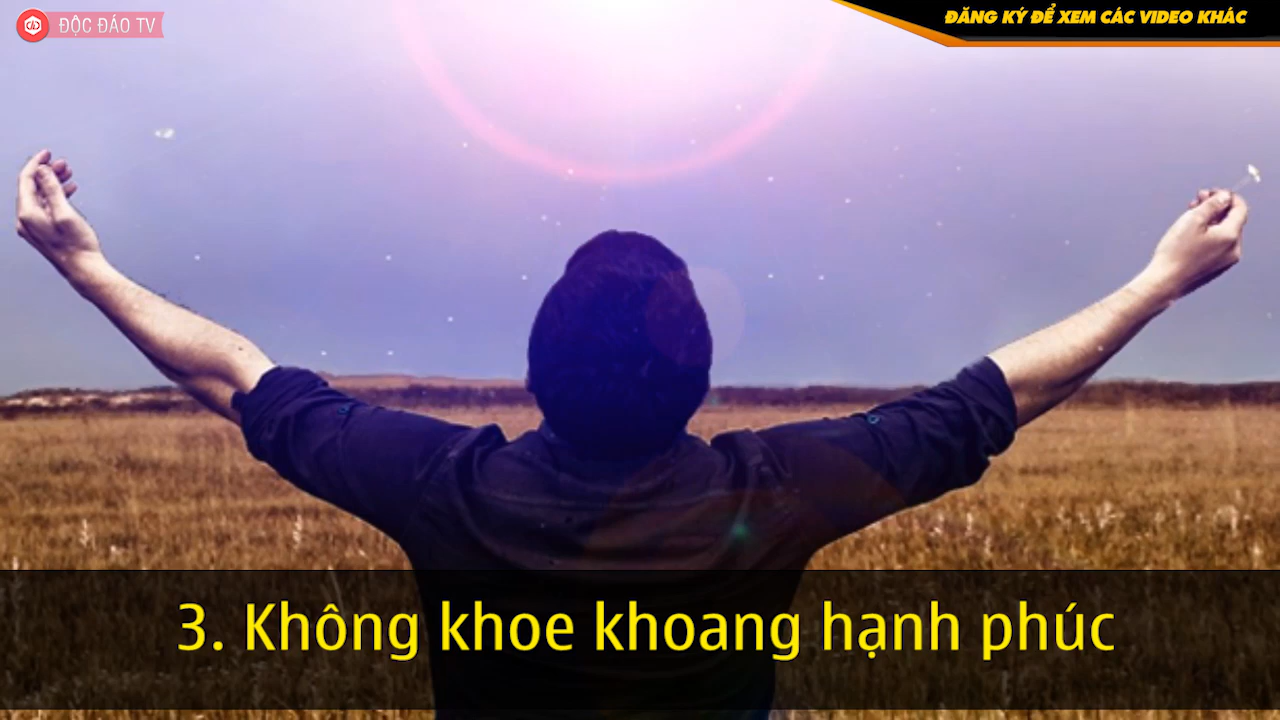 ĐỘC ĐÁO TV
ĐĂNG KÝ ĐỂ XEM CÁC VIDEO KHÁC
3. Không khoe khoang hạnh phúc